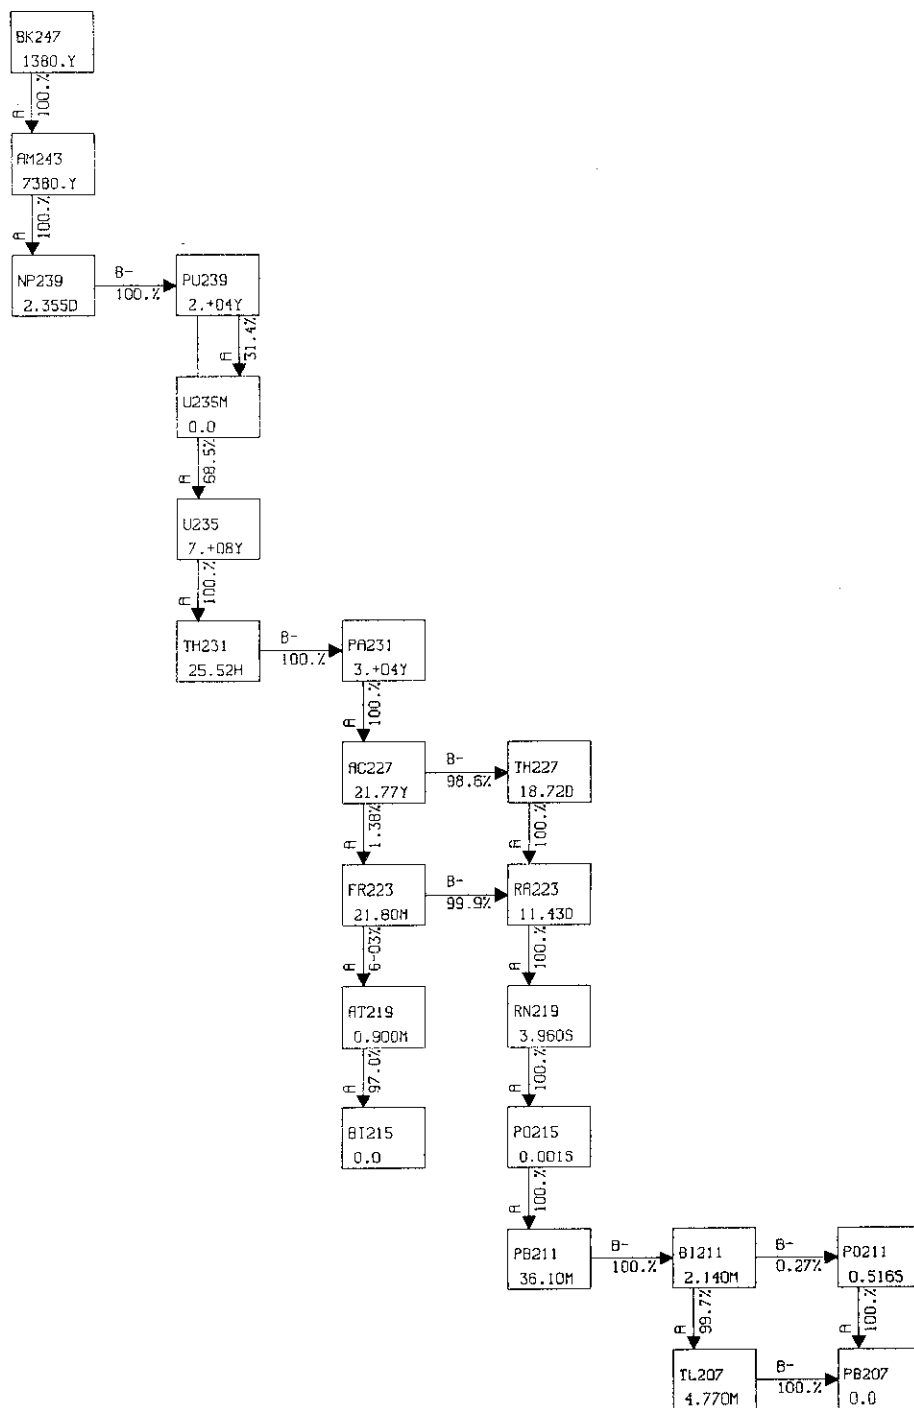 BK247
1380.Y
A
100.%
AM243
7380.Y
A
100.%
NP239
2.355D
B-
100.%
PU239
2.+04Y
A
31.4%
U235M
0.0
A
68.5%
U235
7.+08Y
A
100.%
TH231
25.52H
B-
100.%
PA231
3.+04Y
A
100.%
AC227
21.77Y
B-
98.6%
TH227
18.72D
A
1.38%
A
100.%
FR223
21.80M
B-
99.9%
RA223
11.43D
A
6-03%
A
100.%
AT219
0.900M
RN219
3.960S
A
97.0%
A
100.%
BI215
0.0
PO215
0.001S
A
100.%
PB211
36.10M
B-
100.%
BI211
2.140M
B-
0.27%
PO211
0.516S
A
99.7%
A
100.%
TL207
4.770M
B-
100.%
PB207
0.0